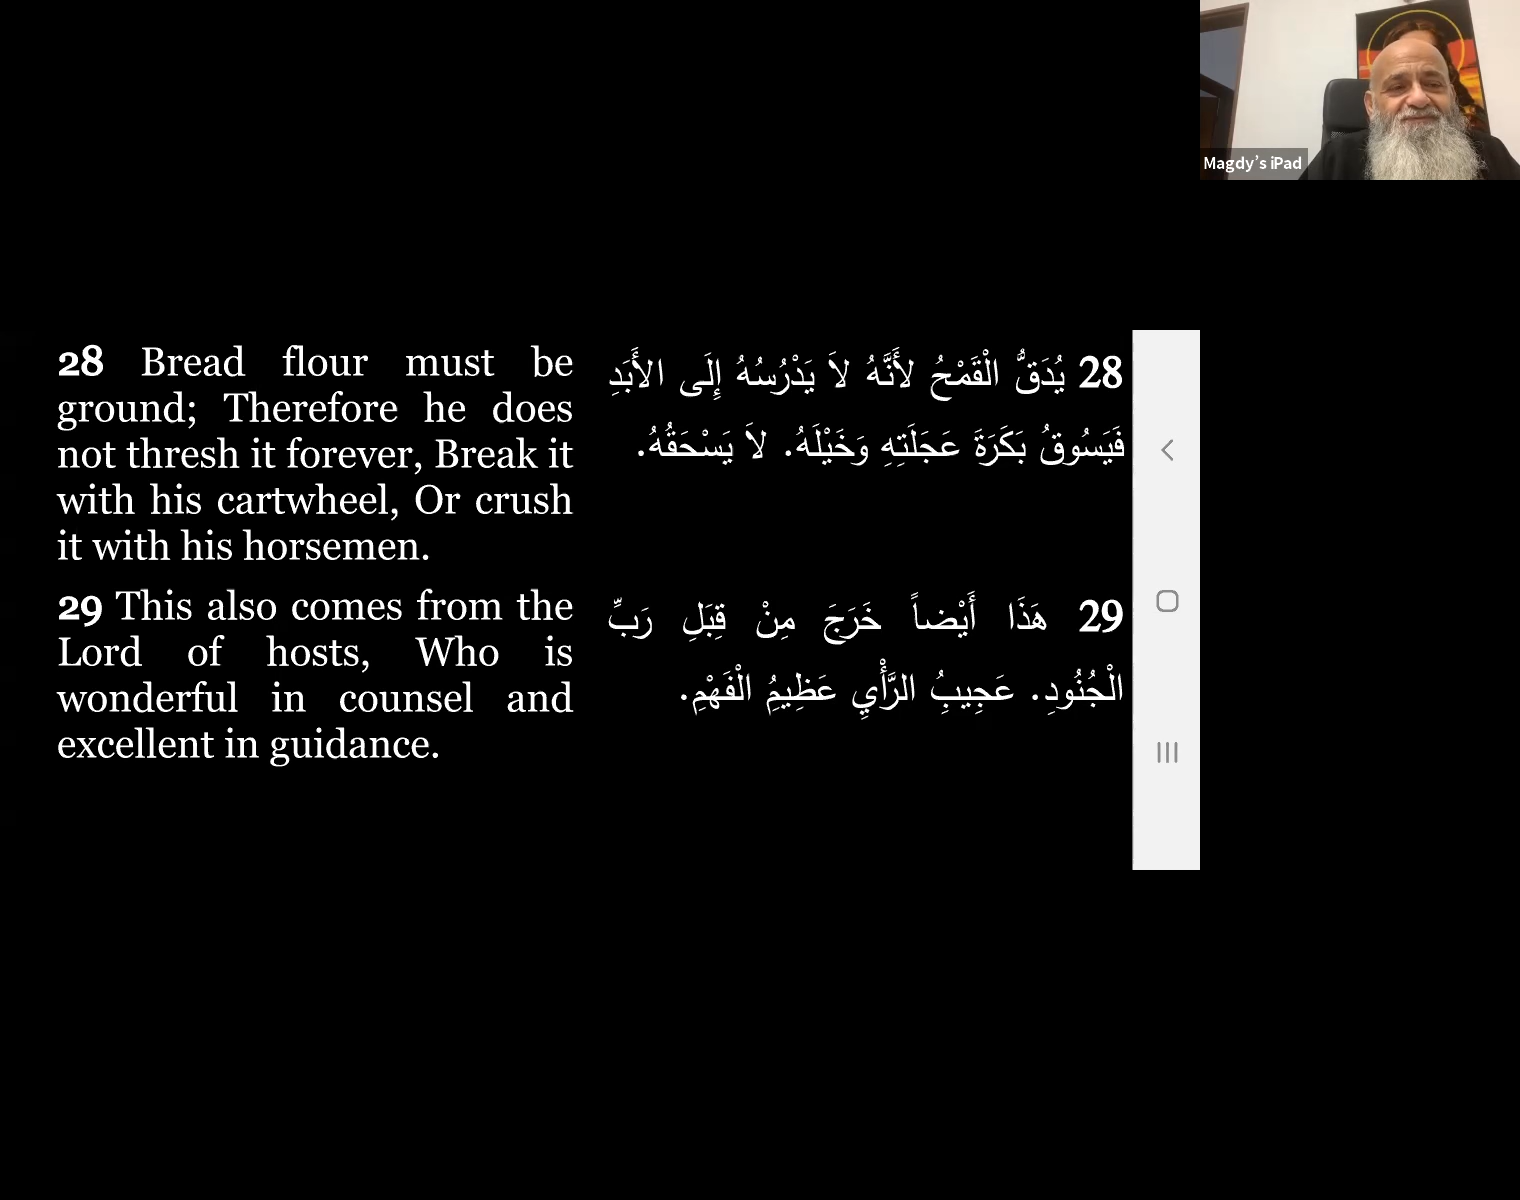 Magdy's iPad
28 Bread flour must be
ground; Therefore he does
not thresh it forever, Break it
with his cartwheel, Or crush
it with his horsemen.
29 This also comes from the
Lord of hosts, Who is
wonderful in counsel and
excellent in guidance.
28 يُدَقُّ الْقَمْحُ لأَنَّهُ لاَ يَدْرُسُهُ إِلَى الأَبَدِ
فَيَسُوقُ بَكَرَةَ عَجَلَتِهِ وَخَيْلَهُ. لاَ يَسْحَقُهُ.
29 هَذَا أَيْضاً خَرَجَ مِنْ قِبَلِ رَبِّ
الْجُنُودِ. عَجِيبُِ الرَّأْيِ عَظِيمُِ الْفَهْمِ.